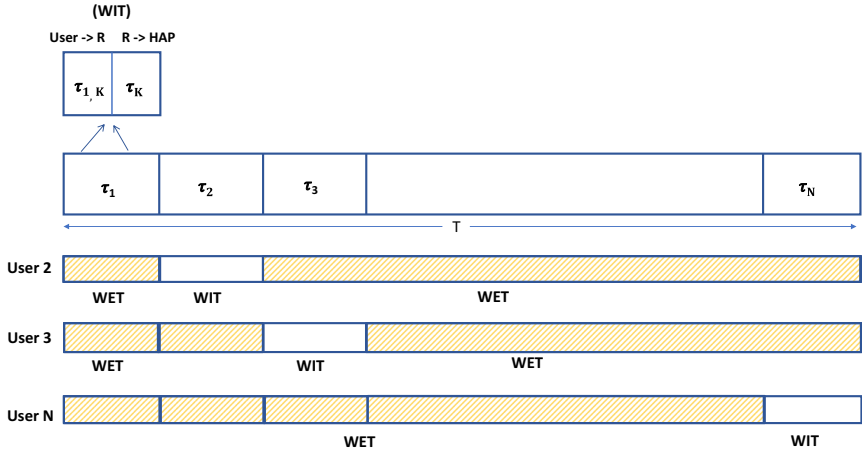 (WIT)
User -> R R -> HAP
τ1, K τK
τ1 τ2 τ3 τN
T
User 2
WET WIT WET
User 3
WET WIT WET
User N
WET WIT